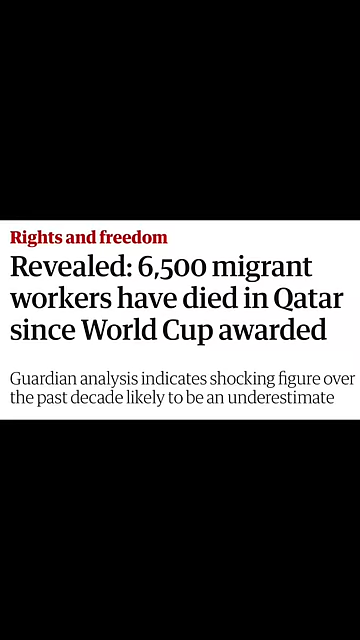 Rights and freedom
Revealed: 6,500 migrant
workers have died in Qatar
since World Cup awarded
Guardian analysis indicates shocking figure over
the past decade likely to be an underestimate